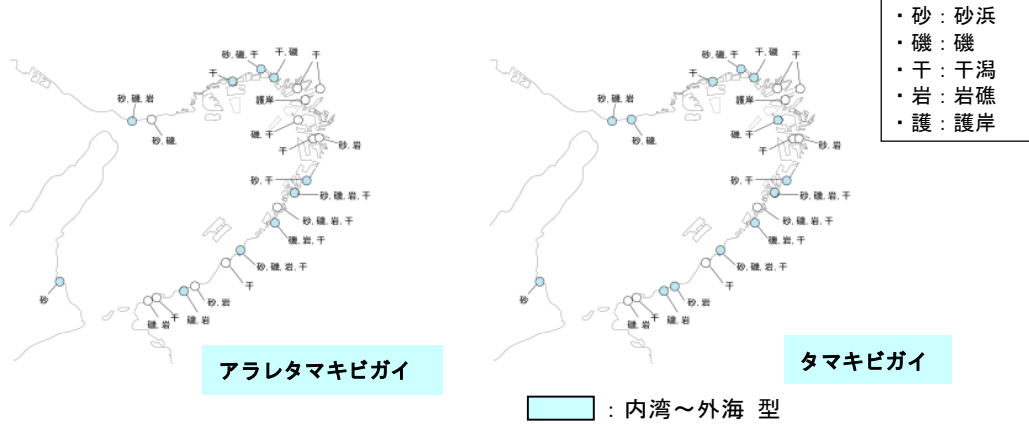 ・砂：砂浜
・磯：磯
・干：干潟
・岩：岩礁
・護：護岸
砂, 磯, 干
干, 磯
干
干
護岸
砂, 磯, 岩
砂, 磯,
磯, 干
干
砂, 岩
砂, 干
砂, 磯, 岩, 干
砂, 磯, 岩, 干
磯, 岩, 干
砂, 磯, 岩, 干
干
砂
砂, 岩
干
磯, 岩
磯, 岩
アラレタマキビガイ
砂, 磯, 干
干, 磯
干
干
護岸
砂, 磯, 岩
砂, 磯,
磯, 干
干
砂, 岩
砂, 干
砂, 磯, 岩, 干
砂, 磯, 岩, 干
磯, 岩, 干
砂, 磯, 岩, 干
干
砂
砂, 岩
干
磯, 岩
磯, 岩
タマキビガイ
：内湾～外海 型